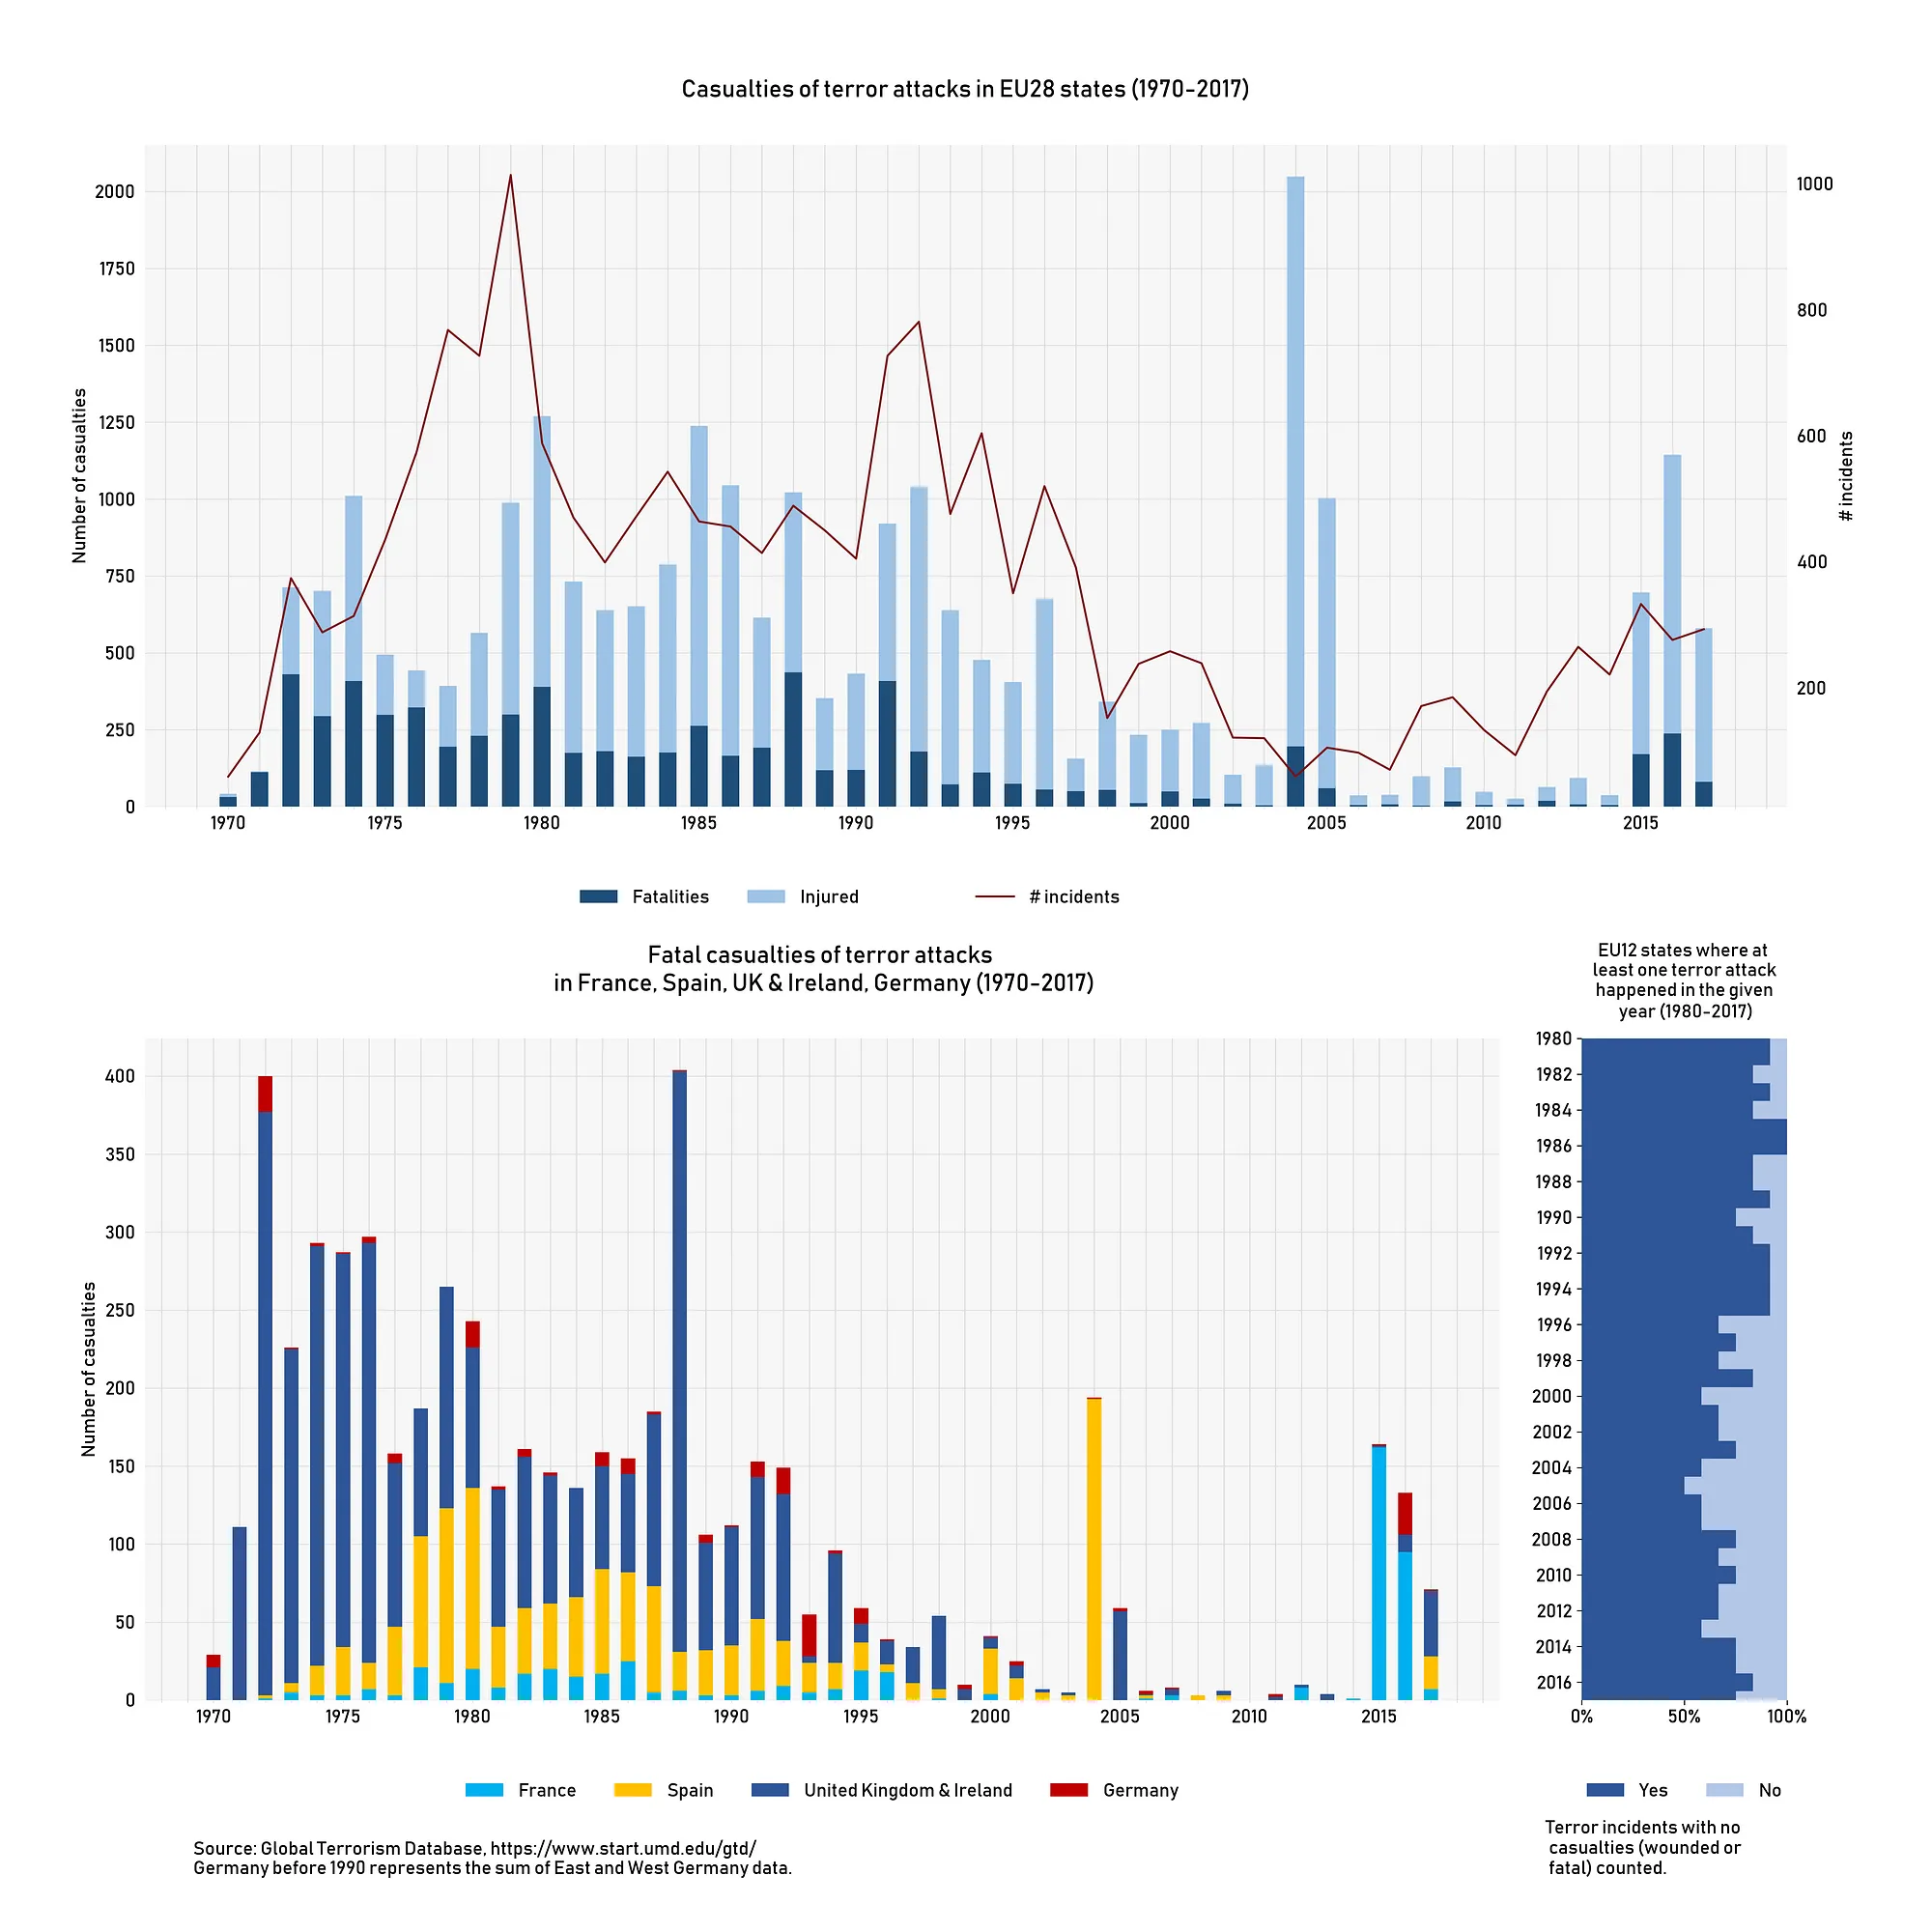 Casualties of terror attacks in EU28 states (1970-2017)
2000
1750
1500
1250
1000
750
500
250
0
Number of casualties
1000
800
600
400
200
# incidents
1970 1975 1980 1985 1990 1995 2000 2005 2010 2015
Fatalities Injured # incidents
Fatal casualties of terror attacks
in France, Spain, UK & Ireland, Germany (1970-2017)
400
350
300
250
200
150
100
50
0
Number of casualties
1970 1975 1980 1985 1990 1995 2000 2005 2010 2015
France Spain United Kingdom & Ireland Germany
Source: Global Terrorism Database, https://www.start.umd.edu/gtd/
Germany before 1990 represents the sum of East and West Germany data.
EU12 states where at
least one terror attack
happened in the given
year (1980-2017)
1980
1982
1984
1986
1988
1990
1992
1994
1996
1998
2000
2002
2004
2006
2008
2010
2012
2014
2016
0% 50% 100%
Yes No
Terror incidents with no
casualties (wounded or
fatal) counted.